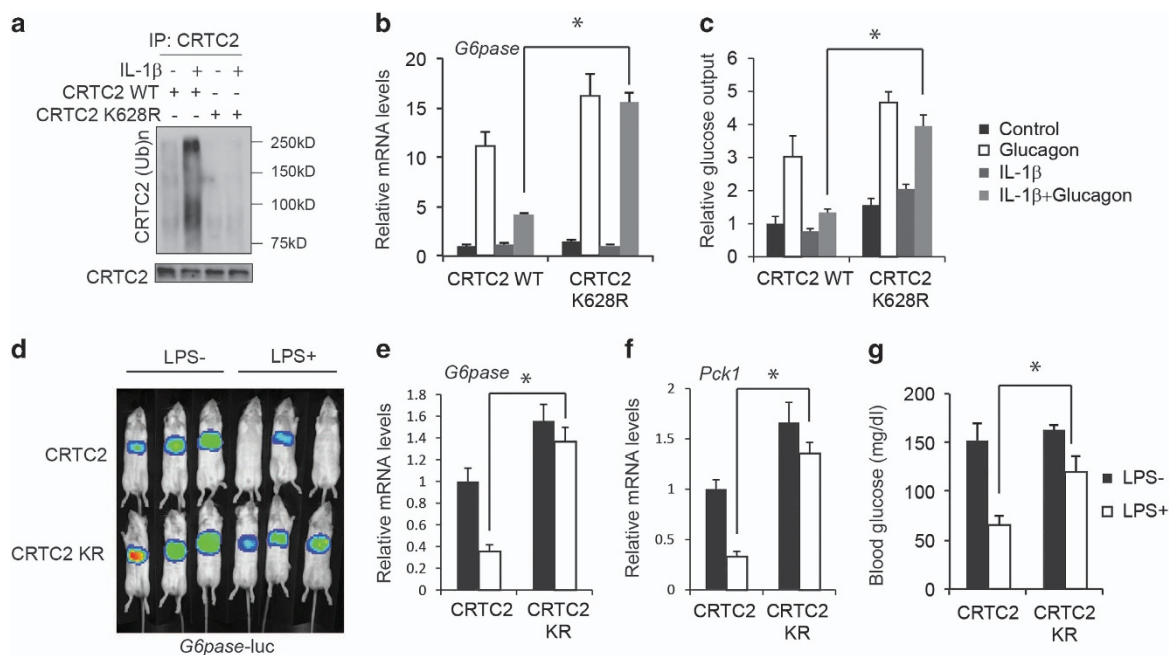 a
IP: CRTC2
IL-1β - + - +
CRTC2 WT + + - -
CRTC2 K628R - - + +
CRTC2 (Ub)n
250kD
150kD
100kD
75kD
CRTC2
b
G6pase
*
Relative mRNA levels
20
15
10
5
0
CRTC2 WT
CRTC2
K628R
c
*
Relative glucose output
6
5
4
3
2
1
0
CRTC2 WT
CRTC2
K628R
Control
Glucagon
IL-1β
IL-1β+Glucagon
d
LPS- LPS+
CRTC2
CRTC2 KR
G6pase-luc
e
G6pase
*
Relative mRNA levels
1.8
1.6
1.4
1.2
1
0.8
0.6
0.4
0.2
0
CRTC2
CRTC2
KR
f
Pck1
*
Relative mRNA levels
2
1.5
1
0.5
0
CRTC2
CRTC2
KR
g
*
Blood glucose (mg/dl)
200
150
100
50
0
CRTC2
CRTC2
KR
LPS-
LPS+